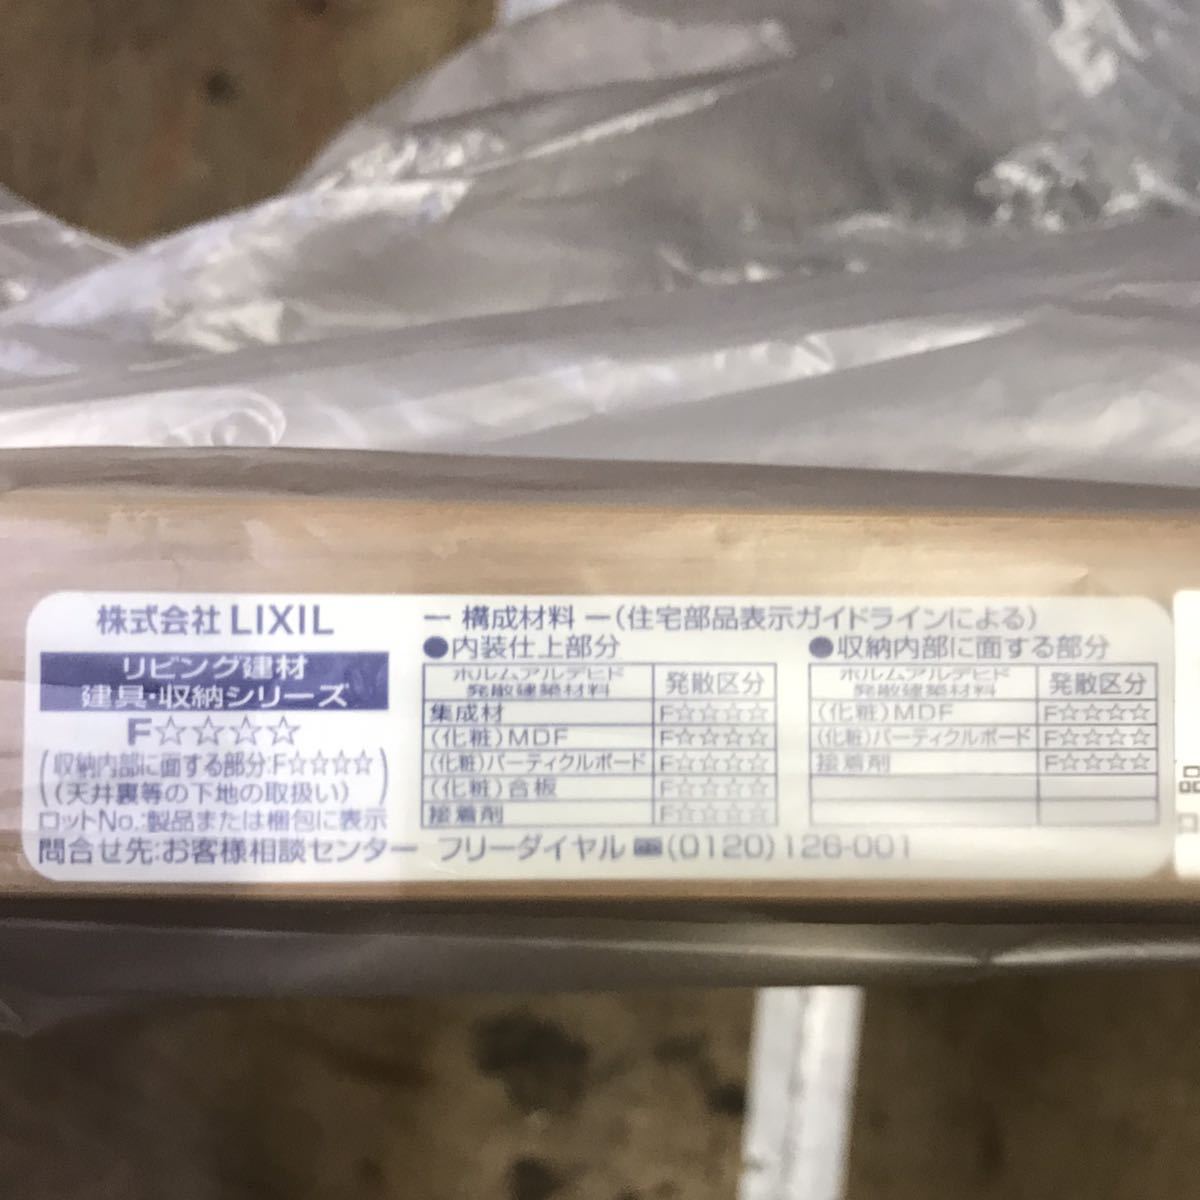 株式会社 LIXIL
リビング建材
建具・収納シリーズ
F☆☆☆☆
(収納内部に面する部分:F☆☆☆☆)
(天井裏等の下地の取扱い)
ロットNo.:製品または梱包に表示
問合せ先:お客様相談センター フリーダイヤル (0120)126-001
ー 構成材料 ー(住宅部品表示ガイドラインによる)
●内装仕上部分
ホルムアルデヒド
発散建築材料 発散区分
集成材 F☆☆☆☆
(化粧)MDF F☆☆☆☆
(化粧)パーティクルボード F☆☆☆☆
(化粧)合板 F☆☆☆☆
接着剤 F☆☆☆☆
●収納内部に面する部分
ホルムアルデヒド
発散建築材料 発散区分
(化粧)MDF F☆☆☆☆
(化粧)パーティクルボード F☆☆☆☆
接着剤 F☆☆☆☆
品